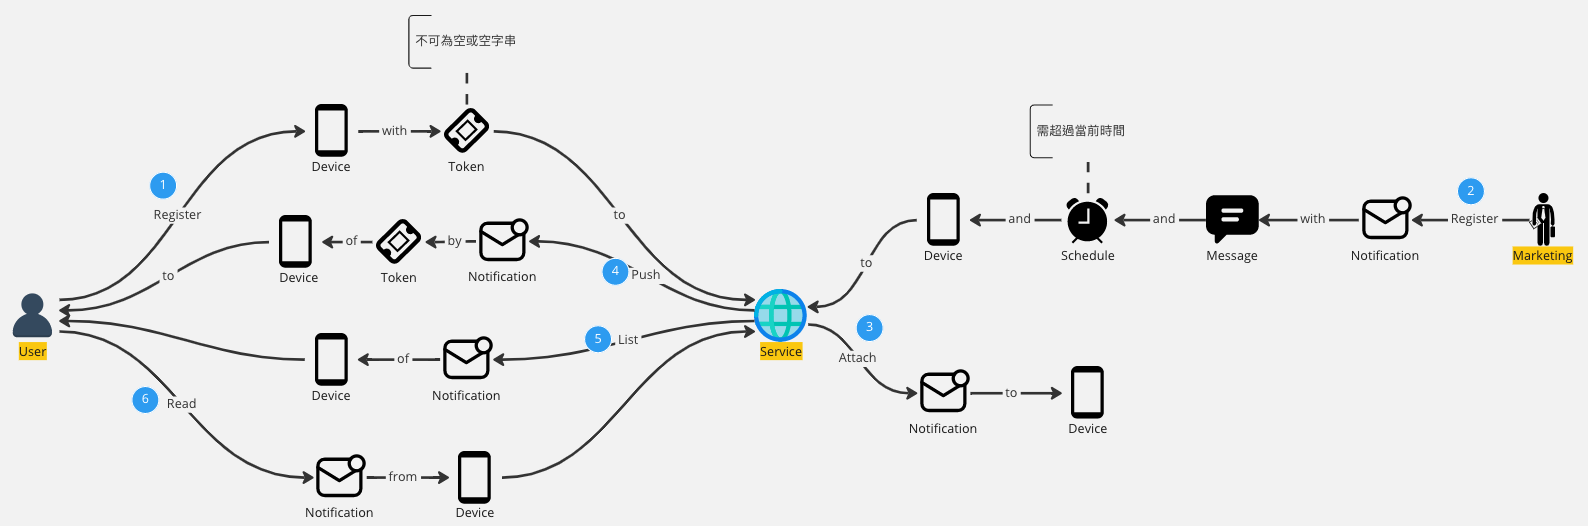 不可為空或空字串
Device
with
Token
1
Register
to
to
Device
of
Token
by
Notification
4
Push
User
5
List
Device
of
Notification
6
Read
Notification
from
Device
Service
需超過當前時間
2
Register
Marketing
Notification
with
Message
and
Schedule
and
Device
to
3
Attach
Notification
to
Device